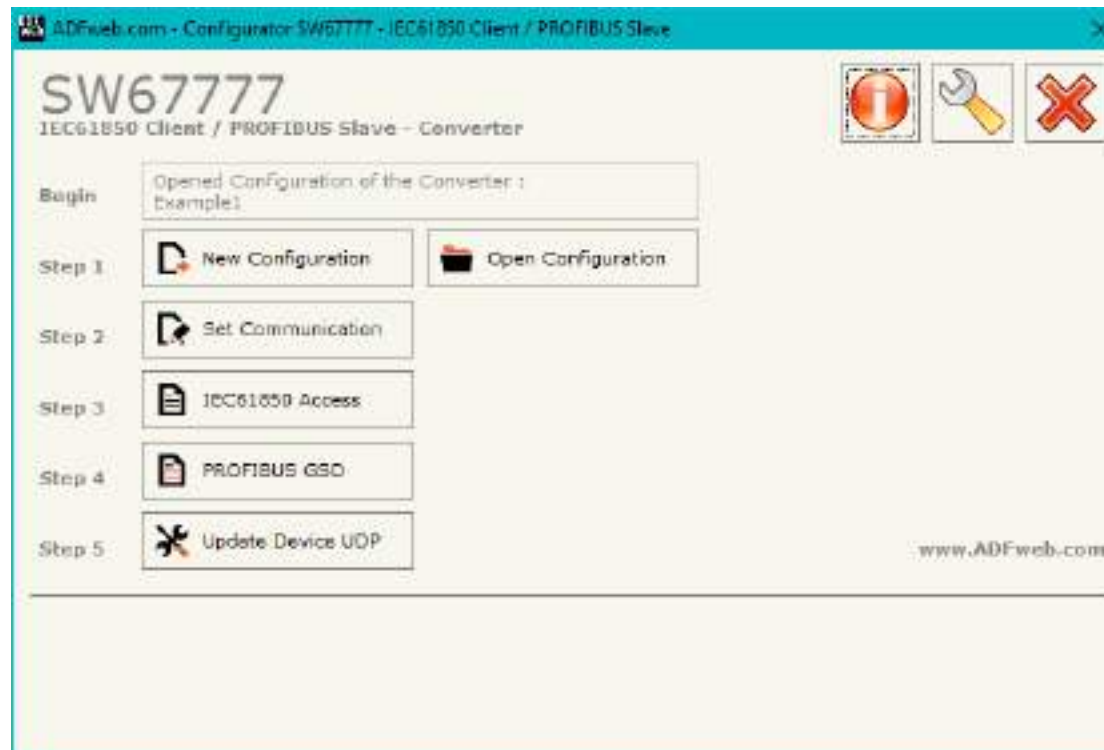 ADFweb.com - Configurator SW67777 - IEC61850 Client / PROFIBUS Slave
SW67777
IEC61850 Client / PROFIBUS Slave - Converter
Begin
Opened Configuration of the Converter :
Example1
Step 1
New Configuration
Open Configuration
Step 2
Set Communication
Step 3
IEC61850 Access
Step 4
PROFIBUS GSD
Step 5
Update Device UDP
www.ADFweb.com